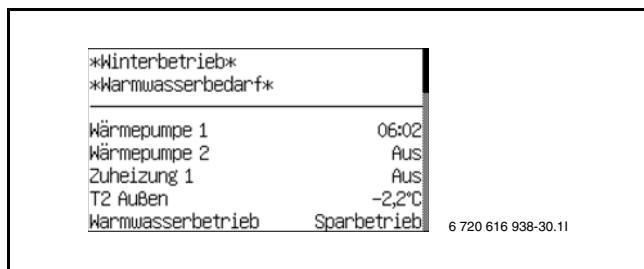 *Winterbetrieb*
*Warmwasserbedarf*
Wärmepumpe 1 06:02
Wärmepumpe 2 Aus
Zuheizung 1 Aus
T2 Außen -2,2°C
Warmwasserbetrieb Sparbetrieb
6 720 616 938-30.1I